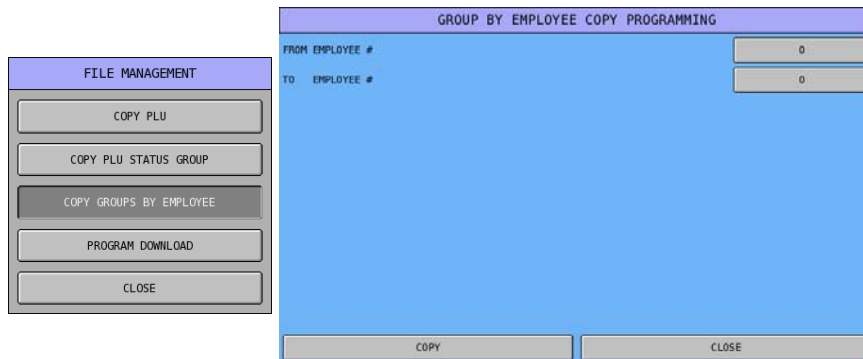 FILE MANAGEMENT
COPY PLU
COPY PLU STATUS GROUP
COPY GROUPS BY EMPLOYEE
PROGRAM DOWNLOAD
CLOSE
GROUP BY EMPLOYEE COPY PROGRAMMING
FROM EMPLOYEE # 0
TO EMPLOYEE # 0
COPY CLOSE